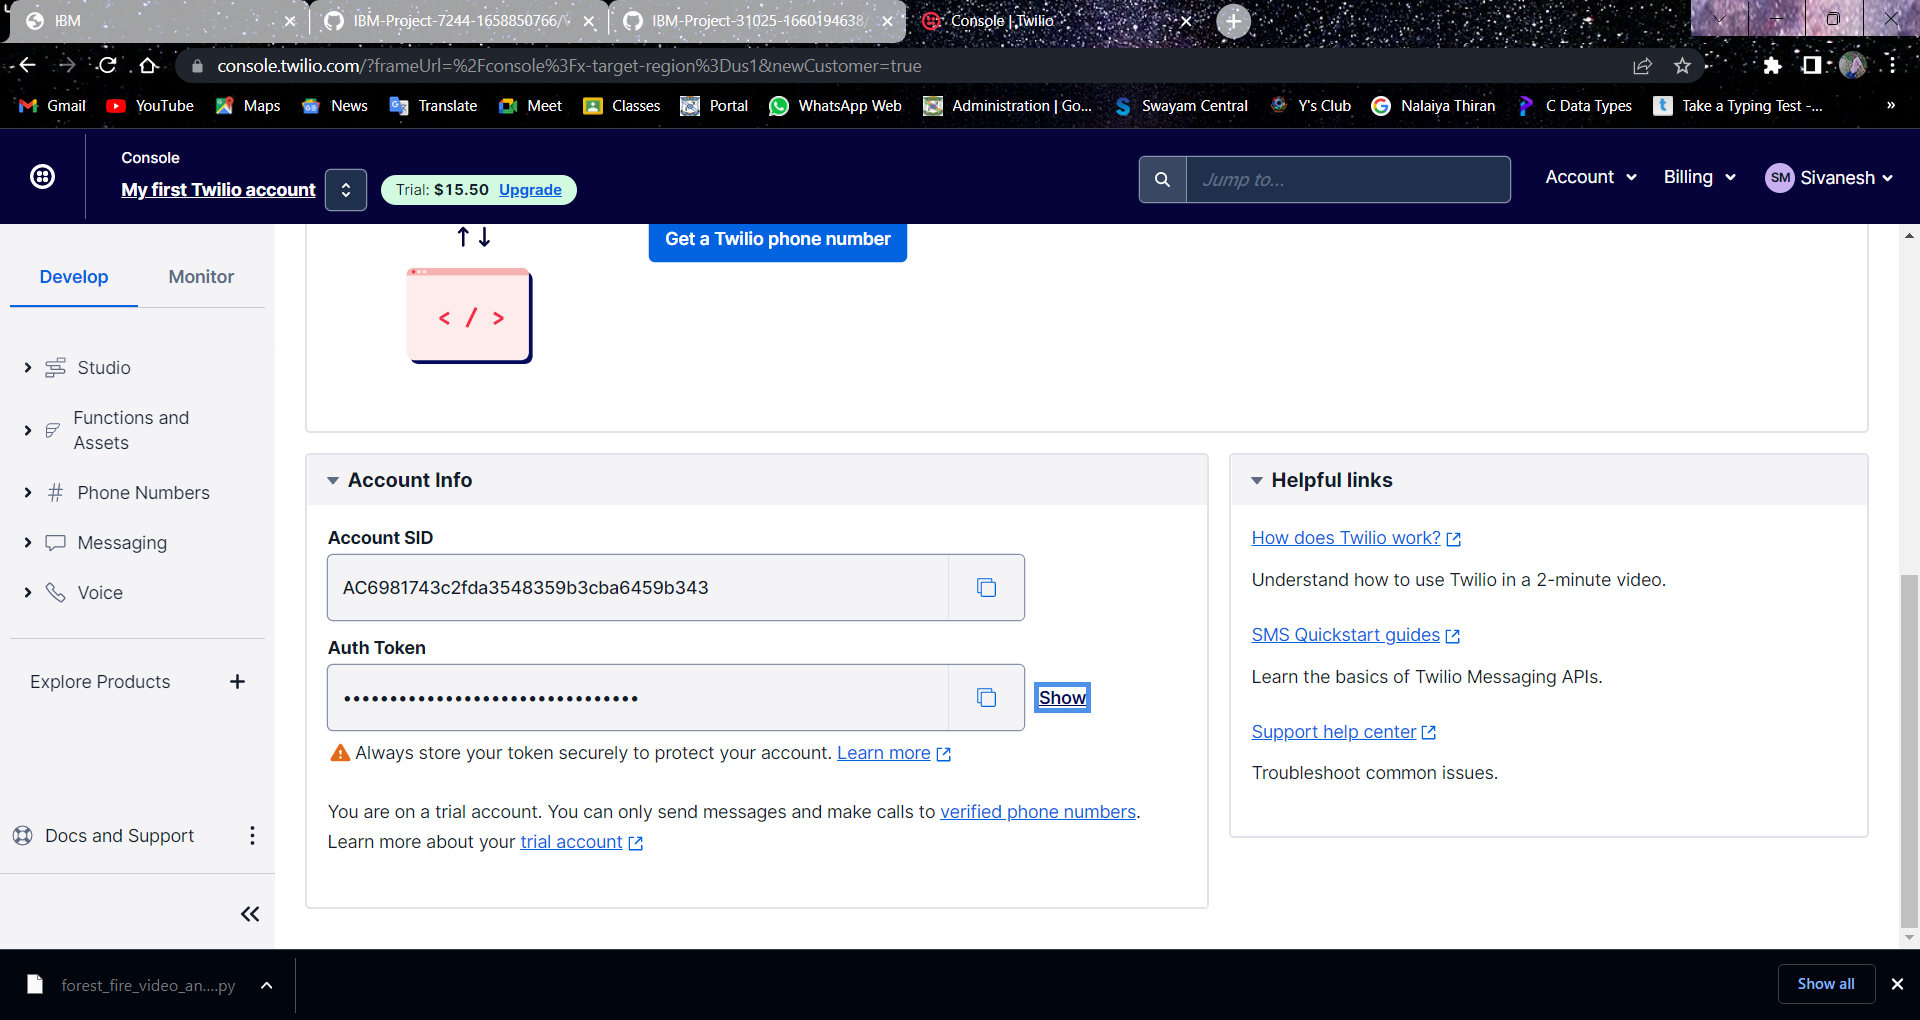 IBM
IBM-Project-7244-1658850766/
IBM-Project-31025-1660194638
Console | Twilio
console.twilio.com/?frameUrl=%2Fconsole%3Fx-target-region%3Dus1&newCustomer=true
Gmail
YouTube
Maps
News
Translate
Meet
Classes
Portal
WhatsApp Web
Administration | Go...
Swayam Central
Y's Club
Nalaiya Thiran
C Data Types
Take a Typing Test -...
»
Console
My first Twilio account
Trial: $15.50 Upgrade
Jump to...
Account
Billing
SM Sivanesh
Develop
Monitor
Studio
Functions and
Assets
Phone Numbers
Messaging
Voice
Explore Products +
Docs and Support
Get a Twilio phone number
< / >
Account Info
Account SID
AC6981743c2fda3548359b3cba6459b343
Auth Token
••••••••••••••••••••••••••••••••
Show
Always store your token securely to protect your account. Learn more
You are on a trial account. You can only send messages and make calls to verified phone numbers.
Learn more about your trial account
Helpful links
How does Twilio work?
Understand how to use Twilio in a 2-minute video.
SMS Quickstart guides
Learn the basics of Twilio Messaging APIs.
Support help center
Troubleshoot common issues.
forest_fire_video_an....py
Show all